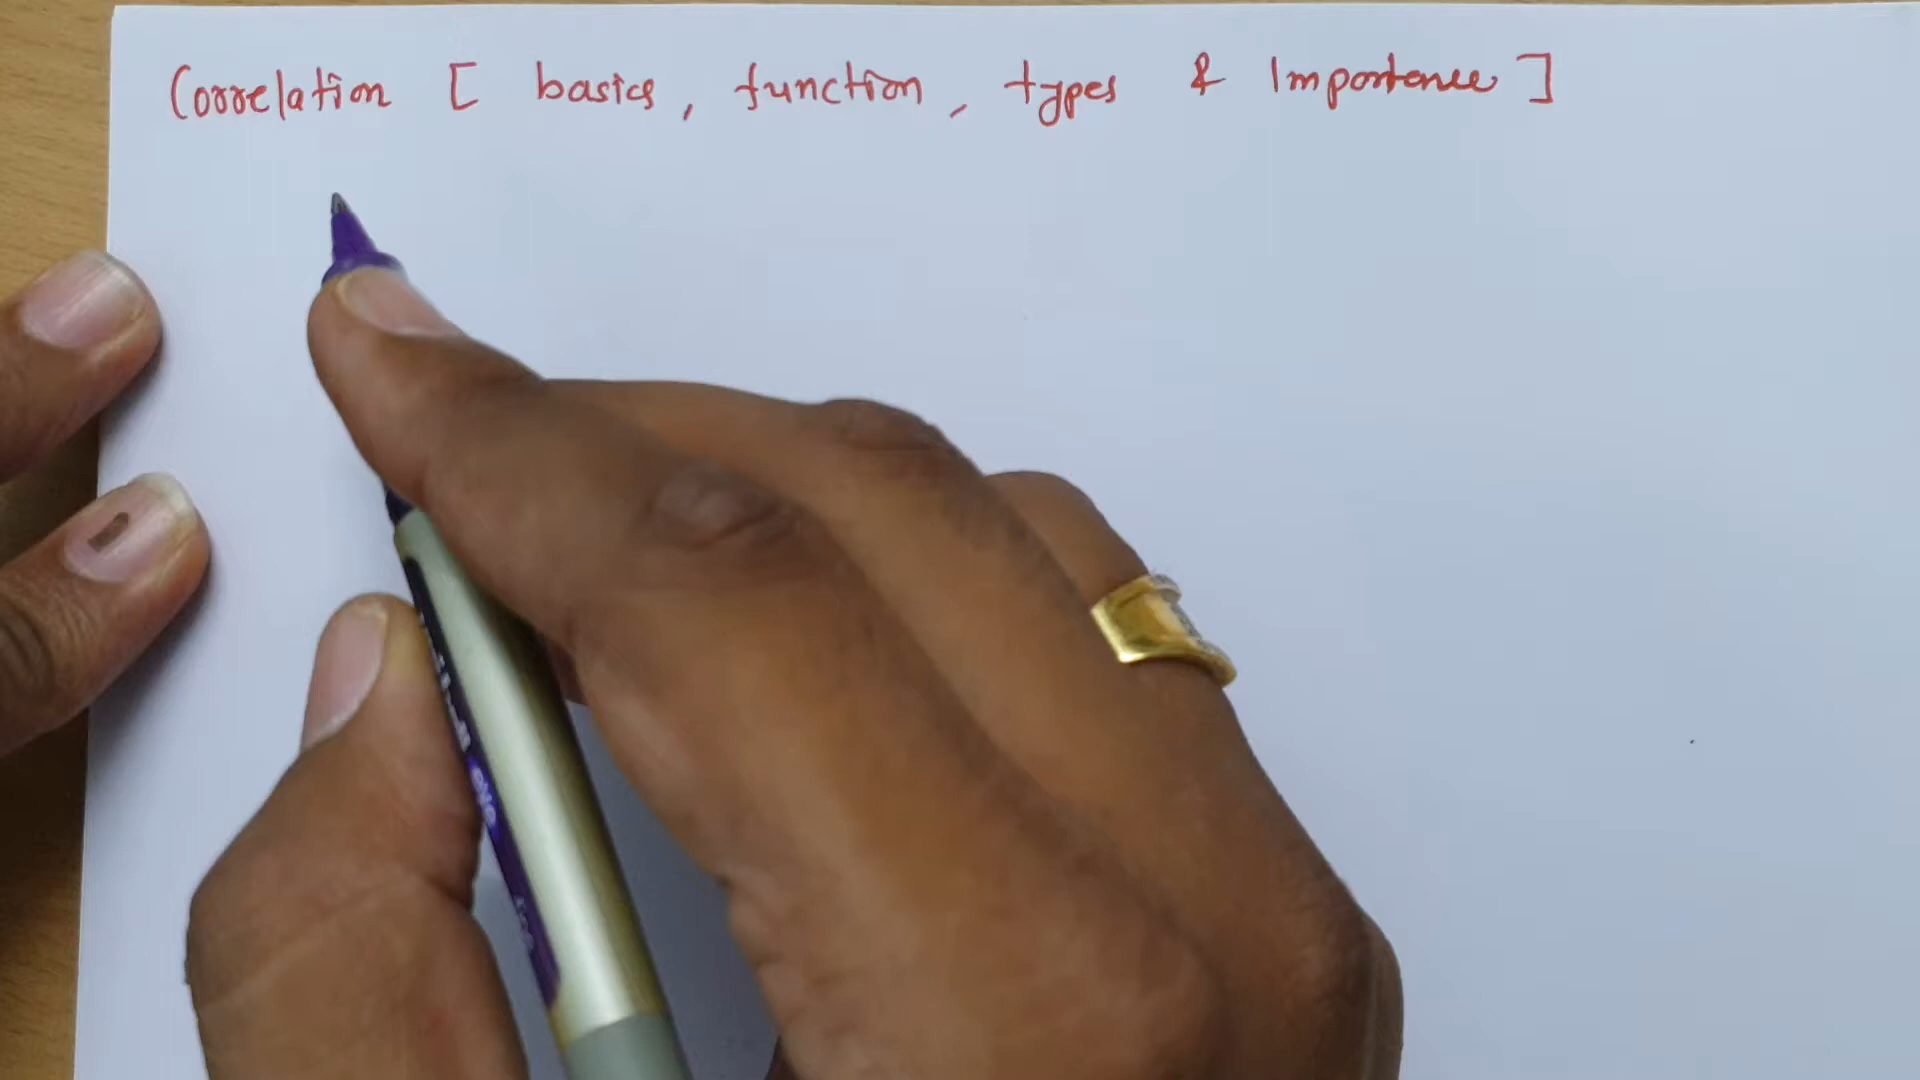 Correlation [ basics, function, types & Importance ]